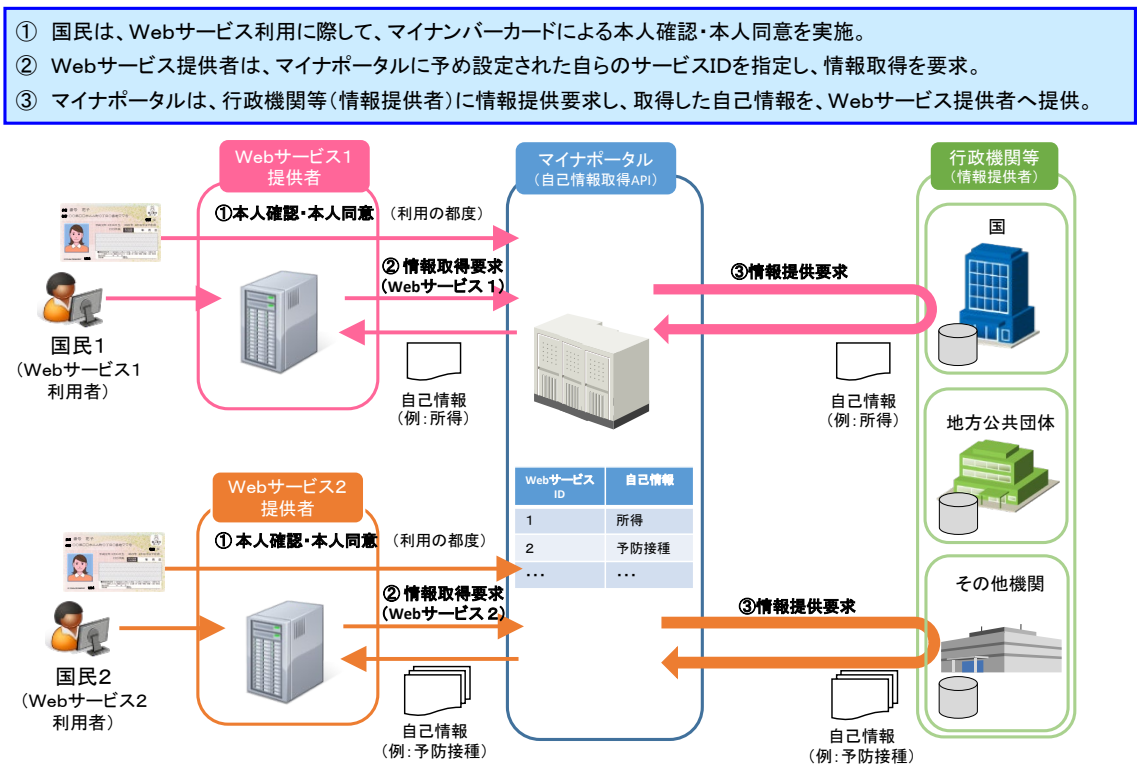 ① 国民は、Webサービス利用に際して、マイナンバーカードによる本人確認・本人同意を実施。
② Webサービス提供者は、マイナポータルに予め設定された自らのサービスIDを指定し、情報取得を要求。
③ マイナポータルは、行政機関等（情報提供者）に情報提供要求し、取得した自己情報を、Webサービス提供者へ提供。
Webサービス1
提供者
マイナポータル
（自己情報取得API）
行政機関等
（情報提供者）
①本人確認・本人同意 （利用の都度）
国
② 情報取得要求
（Webサービス 1）
③情報提供要求
国民1
（Webサービス1
利用者）
自己情報
（例：所得）
自己情報
（例：所得）
地方公共団体
Webサービス2
提供者
Webサービス
ID
自己情報
1 所得
2 予防接種
… …
① 本人確認・本人同意 （利用の都度）
その他機関
② 情報取得要求
（Webサービス 2）
③情報提供要求
国民2
（Webサービス2
利用者）
自己情報
（例：予防接種）
自己情報
（例：予防接種）